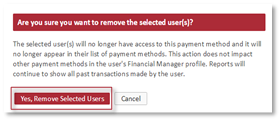 Are you sure you want to remove the selected user(s)?
The selected user(s) will no longer have access to this payment method and it will
no longer appear in their list of payment methods. This action does not impact
other payment methods in the user's Financial Manager profile. Reports will
continue to show all past transactions made by the user.
Yes, Remove Selected Users
Cancel